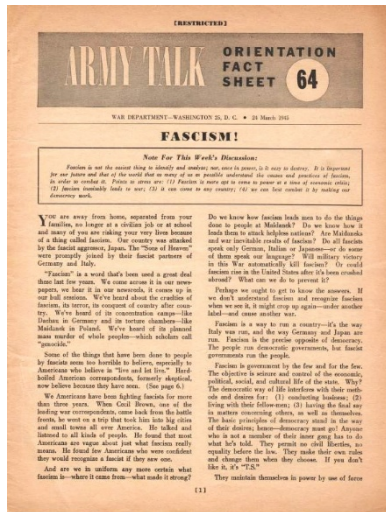 [RESTRICTED]
ARMY TALK
ORIENTATION
FACT
SHEET
64
WAR DEPARTMENT—WASHINGTON 25, D. C. • 24 March 1945
FASCISM!
Note For This Week's Discussion:
Fascism is not the easiest thing to identify and analyze; nor, once in power, is it easy to destroy. It is important
for our future and that of the world that as many of us as possible understand the causes and practices of fascism,
in order to combat it. Points to stress are: (1) Fascism is more apt to come to power at a time of economic crisis;
(2) fascism inevitably leads to war; (3) it can come to any country; (4) we can best combat it by making our
democracy work.
YOU are away from home, separated from your
families, no longer at a civilian job or at school
and many of you are risking your very lives because
of a thing called fascism. Our country was attacked
by the fascist aggressor, Japan. The "Sons of Heaven"
were promptly joined by their fascist partners of
Germany and Italy.
"Fascism" is a word that's been used a great deal
these last few years. We come across it in our news-
papers, we hear it in our newsreels, it comes up in
our bull sessions. We've heard about the cruelties of
fascism, its terror, its conquest of country after coun-
try. We've heard of its concentration camps—like
Dachau in Germany and its torture chambers—like
Maidanek in Poland. We've heard of its planned
mass murder of whole peoples—which scholars call
"genocide."
Some of the things that have been done to people
by fascists seem too horrible to believe, especially to
Americans who believe in "live and let live." Hard-
boiled American correspondents, formerly skeptical,
now believe because they have seen. (See page 6.)
We Americans have been fighting fascists for more
than three years. When Cecil Brown, one of the
leading war correspondents, came back from the battle
fronts, he went on a trip that took him into big cities
and small towns all over America. He talked and
listened to all kinds of people. He found that most
Americans are vague about just what fascism really
means. He found few Americans who were confident
they would recognize a fascist if they saw one.
And are we in uniform any more certain what
fascism is—where it came from—what made it strong?
Do we know how fascism leads men to do the things
done to people at Maidanek? Do we know how it
leads them to attack helpless nations? Are Maidaneks
and war inevitable results of fascism? Do all fascists
speak only German, Italian or Japanese—or do some
of them speak our language? Will military victory
in this War automatically kill fascism? Or could
fascism rise in the United States after it's been crushed
abroad? What can we do to prevent it?
Perhaps we ought to get to know the answers. If
we don't understand fascism and recognize fascism
when we see it, it might crop up again—under another
label—and cause another war.
Fascism is a way to run a country—it's the way
Italy was run, and the way Germany and Japan are
run. Fascism is the precise opposite of democracy.
The people run democratic governments, but fascist
governments run the people.
Fascism is government by the few and for the few.
The objective is seizure and control of the economic,
political, social, and cultural life of the state. Why?
The democratic way of life interferes with their meth-
ods and desires for: (1) conducting business; (2)
living with their fellow-men; (3) having the final say
in matters concerning others, as well as themselves.
The basic principles of democracy stand in the way
of their desires; hence—democracy must go! Anyone
who is not a member of their inner gang has to do
what he's told. They permit no civil liberties, no
equality before the law. They make their own rules
and change them when they choose. If you don't
like it, it's "T.S."
They maintain themselves in power by use of force
[ 1 ]